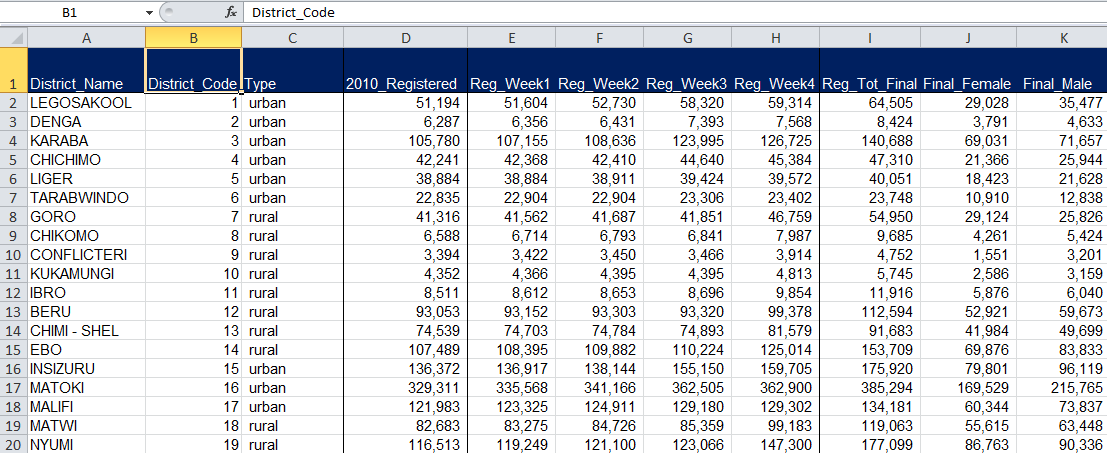 B1 fx District_Code
A B C D E F G H I J K
1 District_Name District_Code Type 2010_Registered Reg_Week1 Reg_Week2 Reg_Week3 Reg_Week4 Reg_Tot_Final Final_Female Final_Male
2 LEGOSAKOOL 1 urban 51,194 51,604 52,730 58,320 59,314 64,505 29,028 35,477
3 DENGA 2 urban 6,287 6,356 6,431 7,393 7,568 8,424 3,791 4,633
4 KARABA 3 urban 105,780 107,155 108,636 123,995 126,725 140,688 69,031 71,657
5 CHICHIMO 4 urban 42,241 42,368 42,410 44,640 45,384 47,310 21,366 25,944
6 LIGER 5 urban 38,884 38,884 38,911 39,424 39,572 40,051 18,423 21,628
7 TARABWINDO 6 urban 22,835 22,904 22,904 23,306 23,402 23,748 10,910 12,838
8 GORO 7 rural 41,316 41,562 41,687 41,851 46,759 54,950 29,124 25,826
9 CHIKOMO 8 rural 6,588 6,714 6,793 6,841 7,987 9,685 4,261 5,424
10 CONFLICTERI 9 rural 3,394 3,422 3,450 3,466 3,914 4,752 1,551 3,201
11 KUKAMUNGI 10 rural 4,352 4,366 4,395 4,395 4,813 5,745 2,586 3,159
12 IBRO 11 rural 8,511 8,612 8,653 8,696 9,854 11,916 5,876 6,040
13 BERU 12 rural 93,053 93,152 93,303 93,320 99,378 112,594 52,921 59,673
14 CHIMI - SHEL 13 rural 74,539 74,703 74,784 74,893 81,579 91,683 41,984 49,699
15 EBO 14 rural 107,489 108,395 109,882 110,224 125,014 153,709 69,876 83,833
16 INSIZURU 15 urban 136,372 136,917 138,144 155,150 159,705 175,920 79,801 96,119
17 MATOKI 16 urban 329,311 335,568 341,166 362,505 362,900 385,294 169,529 215,765
18 MALIFI 17 urban 121,983 123,325 124,911 129,180 129,302 134,181 60,344 73,837
19 MATWI 18 rural 82,683 83,275 84,726 85,359 99,183 119,063 55,615 63,448
20 NYUMI 19 rural 116,513 119,249 121,100 123,066 147,300 177,099 86,763 90,336